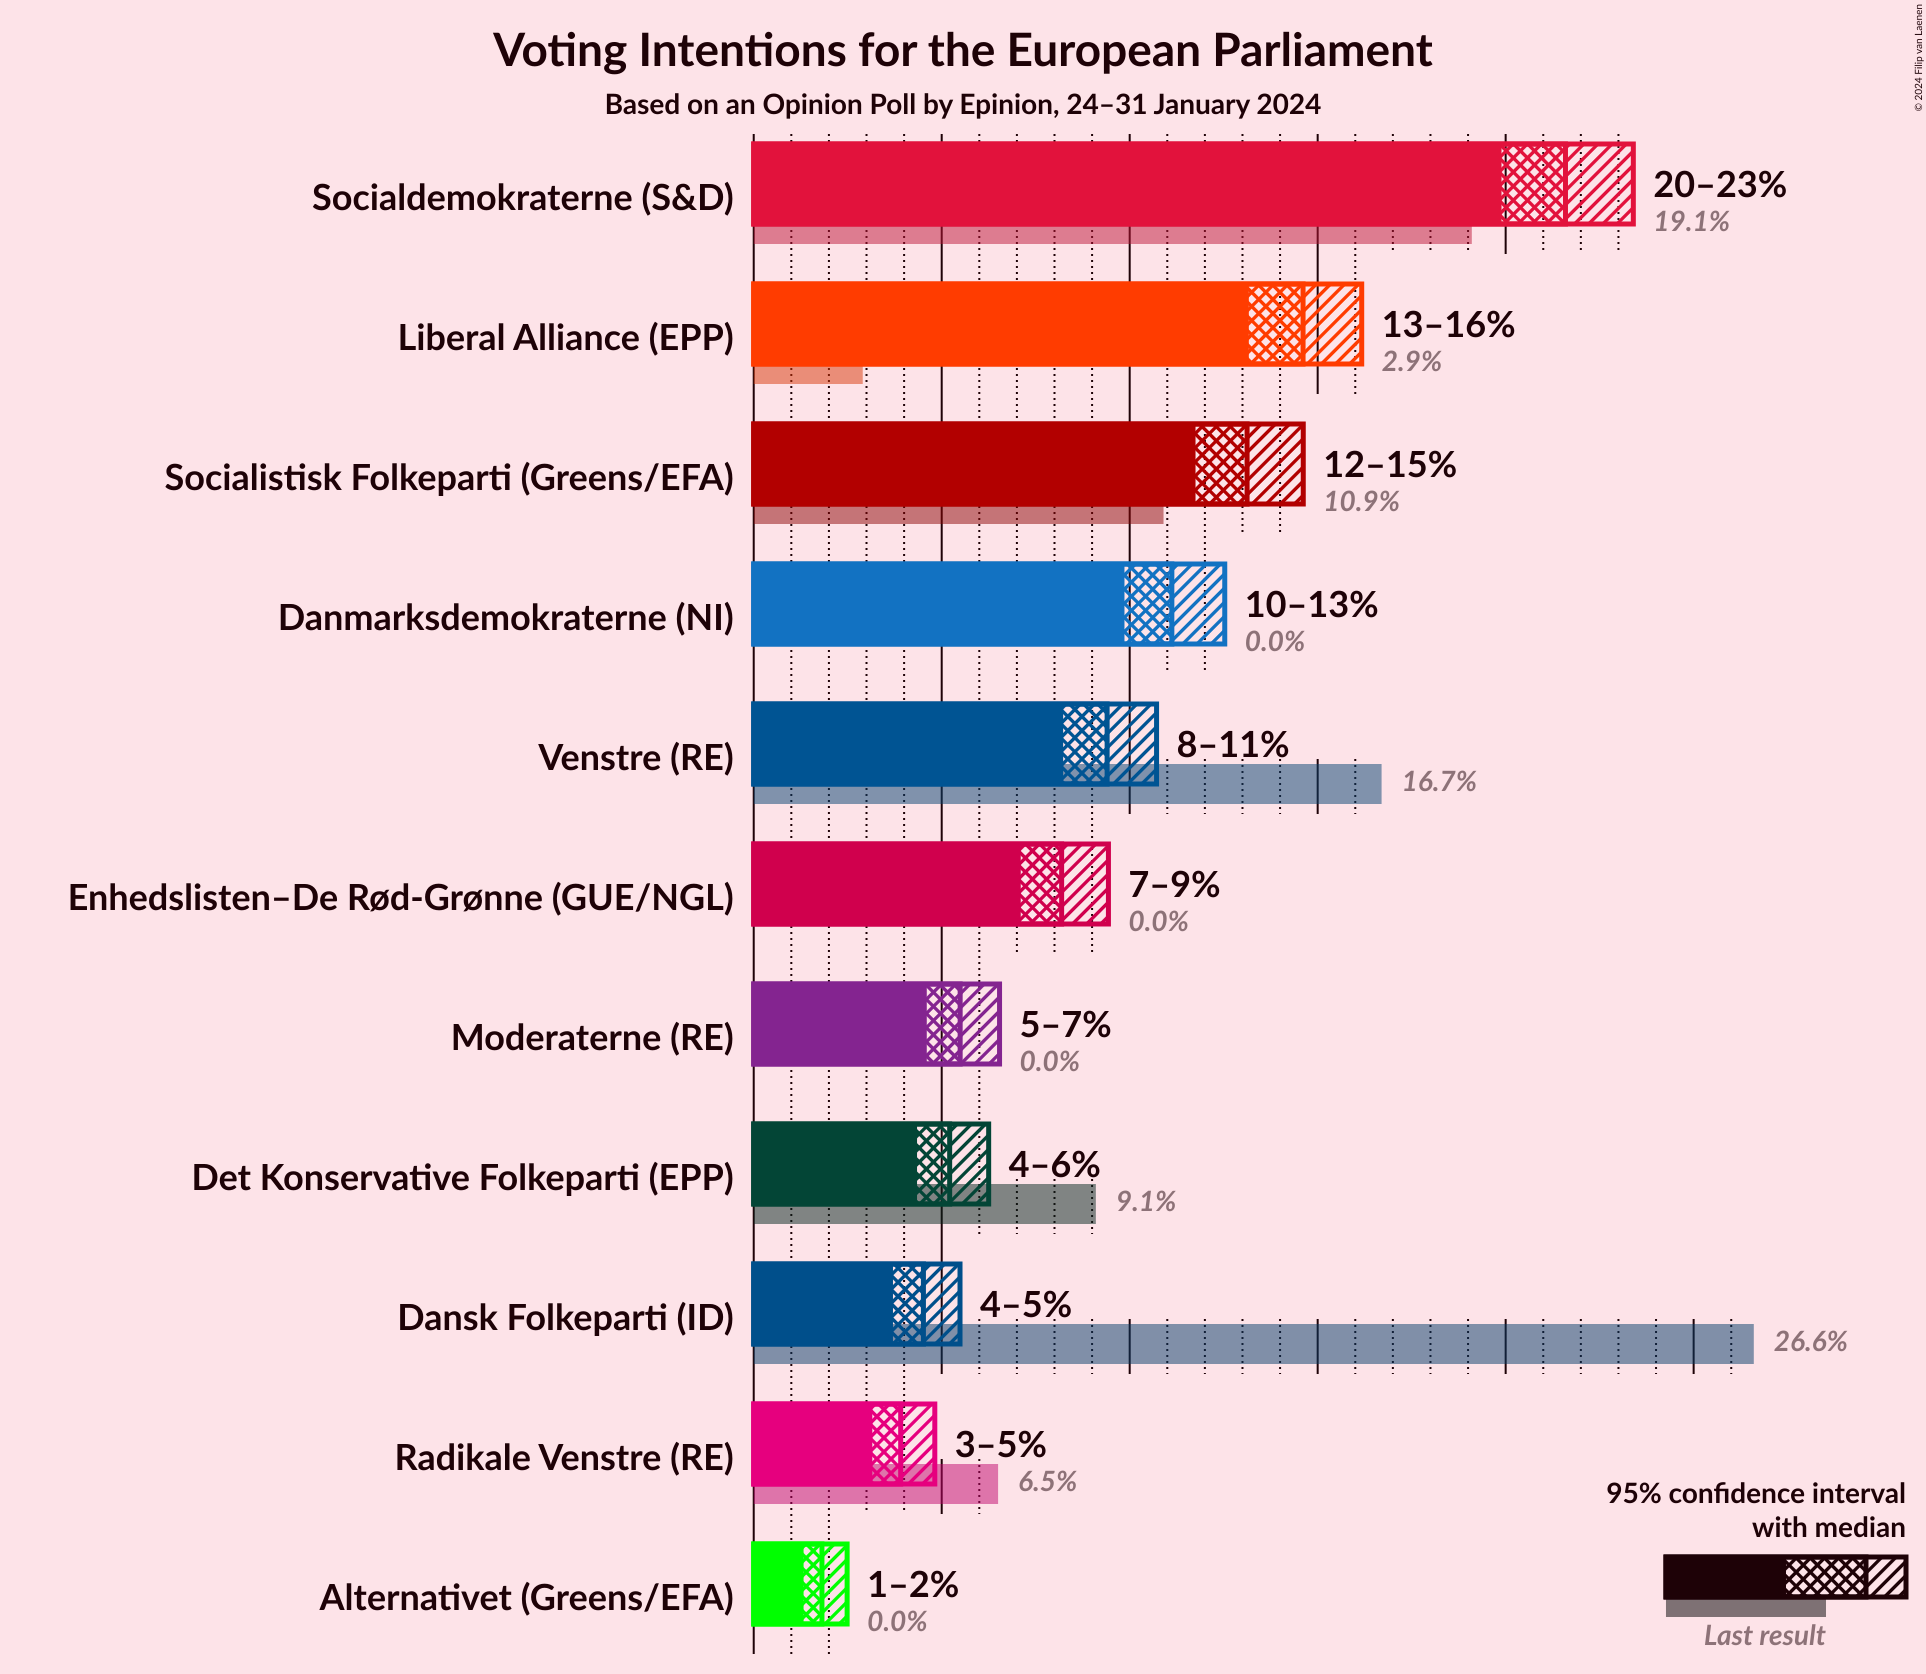 Voting Intentions for the European Parliament
Based on an Opinion Poll by Epinion, 24–31 January 2024
© 2024 Filip van Laenen
Socialdemokraterne (S&D)
20–23%
19.1%
Liberal Alliance (EPP)
13–16%
2.9%
Socialistisk Folkeparti (Greens/EFA)
12–15%
10.9%
Danmarksdemokraterne (NI)
10–13%
0.0%
Venstre (RE)
8–11%
16.7%
Enhedslisten–De Rød-Grønne (GUE/NGL)
7–9%
0.0%
Moderaterne (RE)
5–7%
0.0%
Det Konservative Folkeparti (EPP)
4–6%
9.1%
Dansk Folkeparti (ID)
4–5%
26.6%
Radikale Venstre (RE)
3–5%
6.5%
Alternativet (Greens/EFA)
1–2%
0.0%
95% confidence interval
with median
Last result